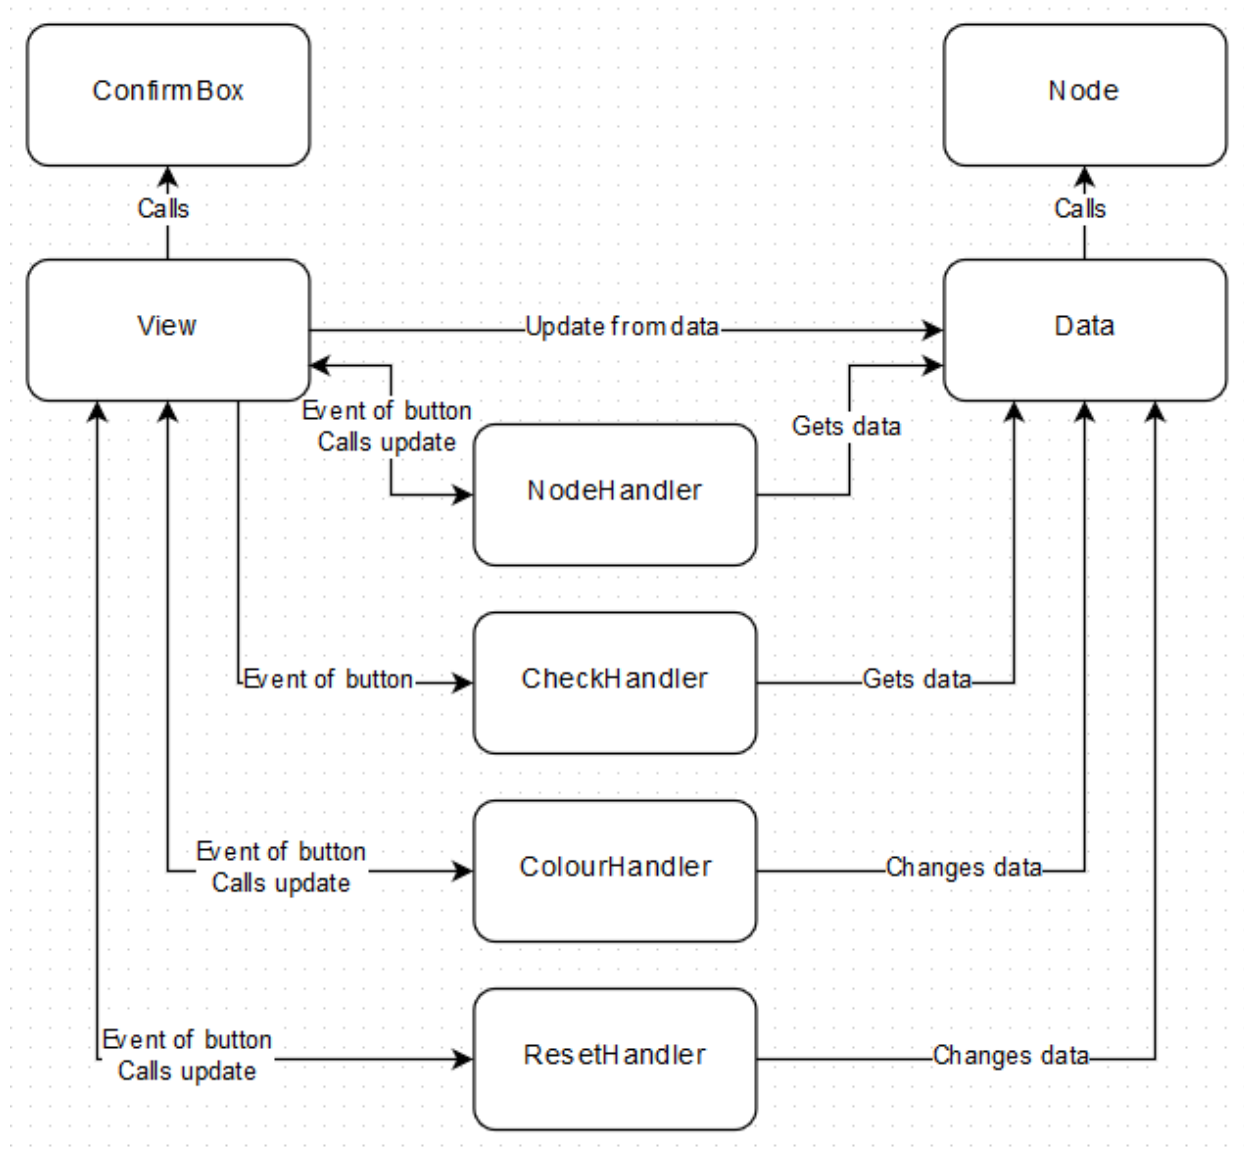 ConfirmBox
Node
Calls
Calls
View
Update from data
Data
Event of button
Calls update
Gets data
NodeHandler
Event of button
CheckHandler
Gets data
Event of button
Calls update
ColourHandler
Changes data
Event of button
Calls update
ResetHandler
Changes data